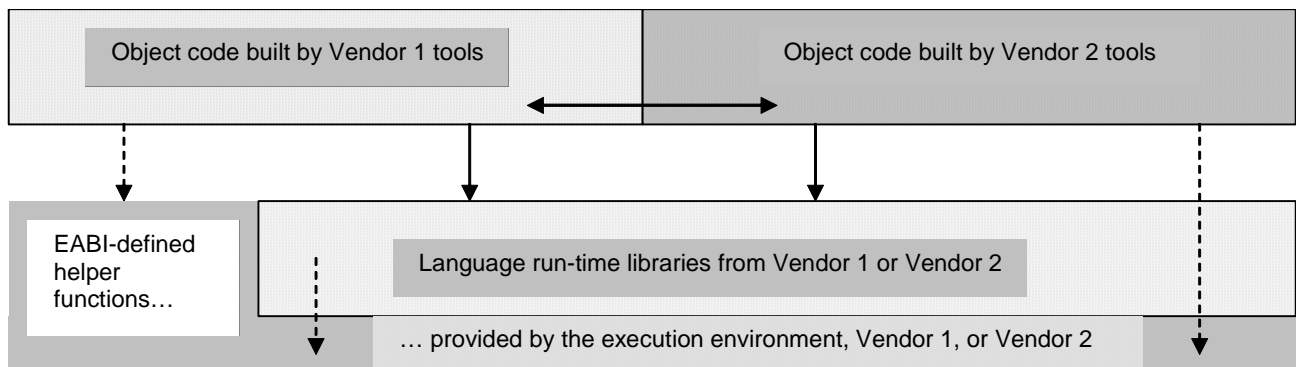 Object code built by Vendor 1 tools
Object code built by Vendor 2 tools
EABI-defined
helper
functions…
Language run-time libraries from Vendor 1 or Vendor 2
… provided by the execution environment, Vendor 1, or Vendor 2